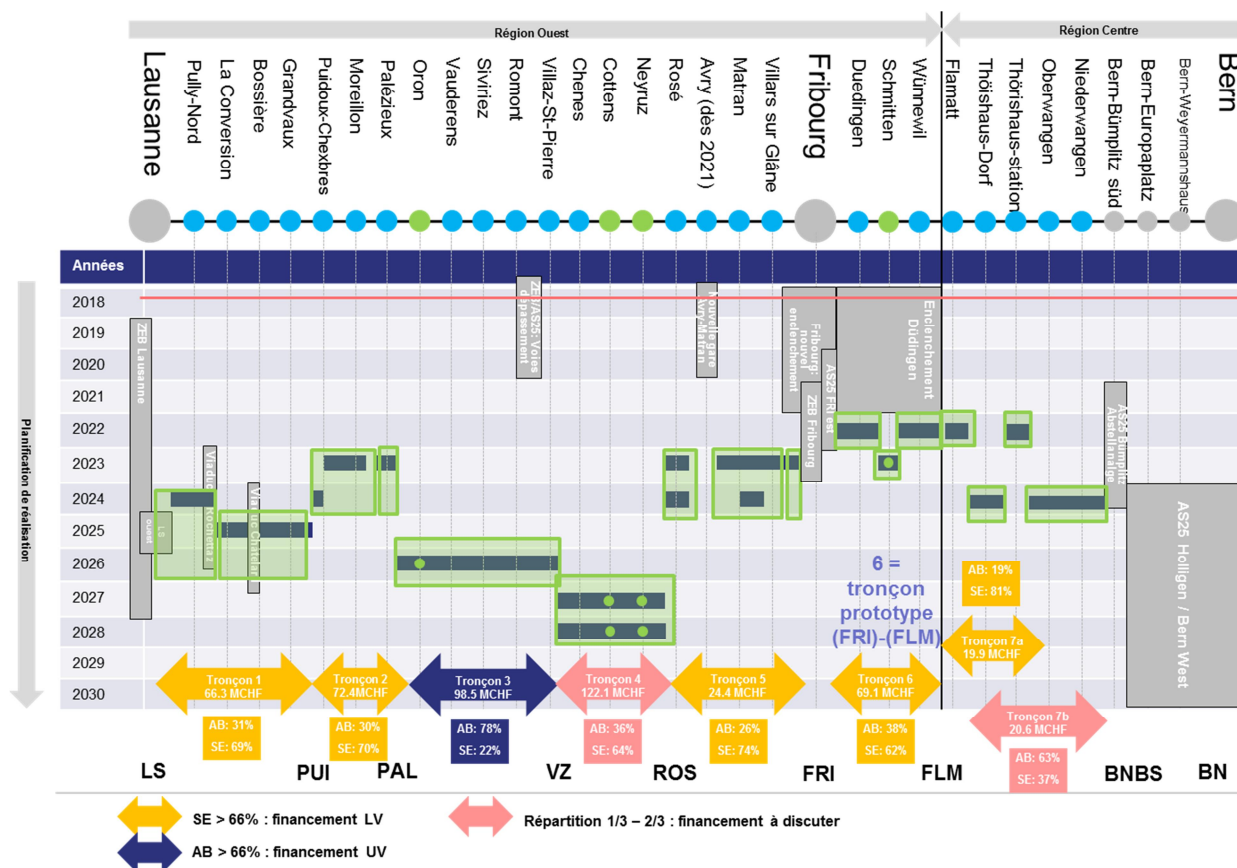 Région Ouest
Région Centre
Lausanne
Pully-Nord
La Conversion
Bossière
Grandvaux
Puidoux-Chexbres
Moreillon
Palézieux
Oron
Vauderens
Siviriez
Romont
Villaz-St-Pierre
Chenes
Cottens
Neyruz
Rosé
Avry (dès 2021)
Matran
Villars sur Glâne
Fribourg
Duedingen
Schmitten
Wünnewil
Flamatt
Thöishaus-Dorf
Thörishaus-station
Oberwangen
Niederwangen
Bern-Bümplitz süd
Bern-Europaplatz
Bern-Weyermannshaus
Bern
Années
Planification de réalisation
2018
2019
2020
2021
2022
2023
2024
2025
2026
2027
2028
2029
2030
ZEB Lausanne
LS
ouest
Viaduc
Viaduc
ZEB/AS25: Voies
dépassement
Nouvelle gare
Avry-Matran
Fribourg:
nouvel
enclenchement
AS25 FRI est
ZEB Fribourg
Enclenchement
Düdingen
AS25 Bümplitz
AS25 Holligen / Bern West
6 =
tronçon
prototype
(FRI)-(FLM)
AB: 19%
SE: 81%
Tronçon 7a
19.9 MCHF
Tronçon 1
66.3 MCHF
Tronçon 2
72.4MCHF
Tronçon 3
98.5 MCHF
Tronçon 4
122.1 MCHF
Tronçon 5
24.4 MCHF
Tronçon 6
69.1 MCHF
Tronçon 7b
20.6 MCHF
AB: 31%
SE: 69%
AB: 30%
SE: 70%
AB: 78%
SE: 22%
AB: 36%
SE: 64%
AB: 26%
SE: 74%
AB: 38%
SE: 62%
AB: 63%
SE: 37%
LS
PUI
PAL
VZ
ROS
FRI
FLM
BNBS
BN
SE > 66% : financement LV
Répartition 1/3 – 2/3 : financement à discuter
AB > 66% : financement UV